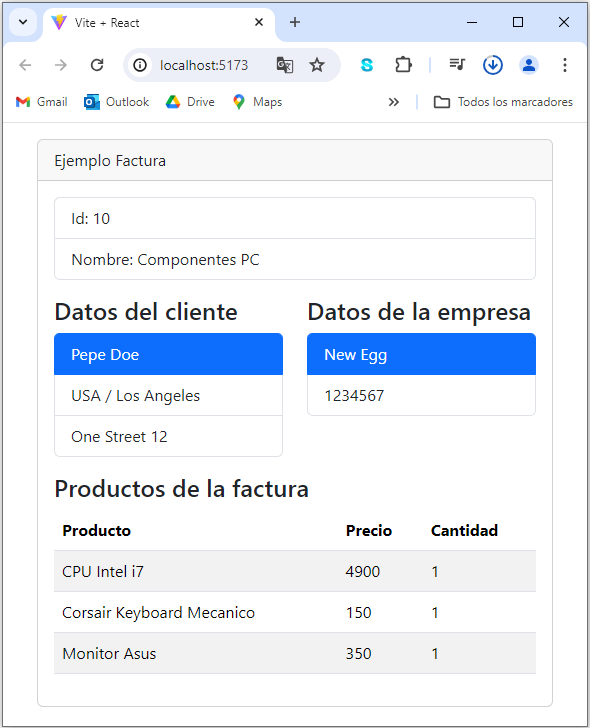 Vite + React
localhost:5173
Gmail Outlook Drive Maps Todos los marcadores
Ejemplo Factura
Id: 10
Nombre: Componentes PC
Datos del cliente
Pepe Doe
USA / Los Angeles
One Street 12
Datos de la empresa
New Egg
1234567
Productos de la factura
Producto Precio Cantidad
CPU Intel i7 4900 1
Corsair Keyboard Mecanico 150 1
Monitor Asus 350 1